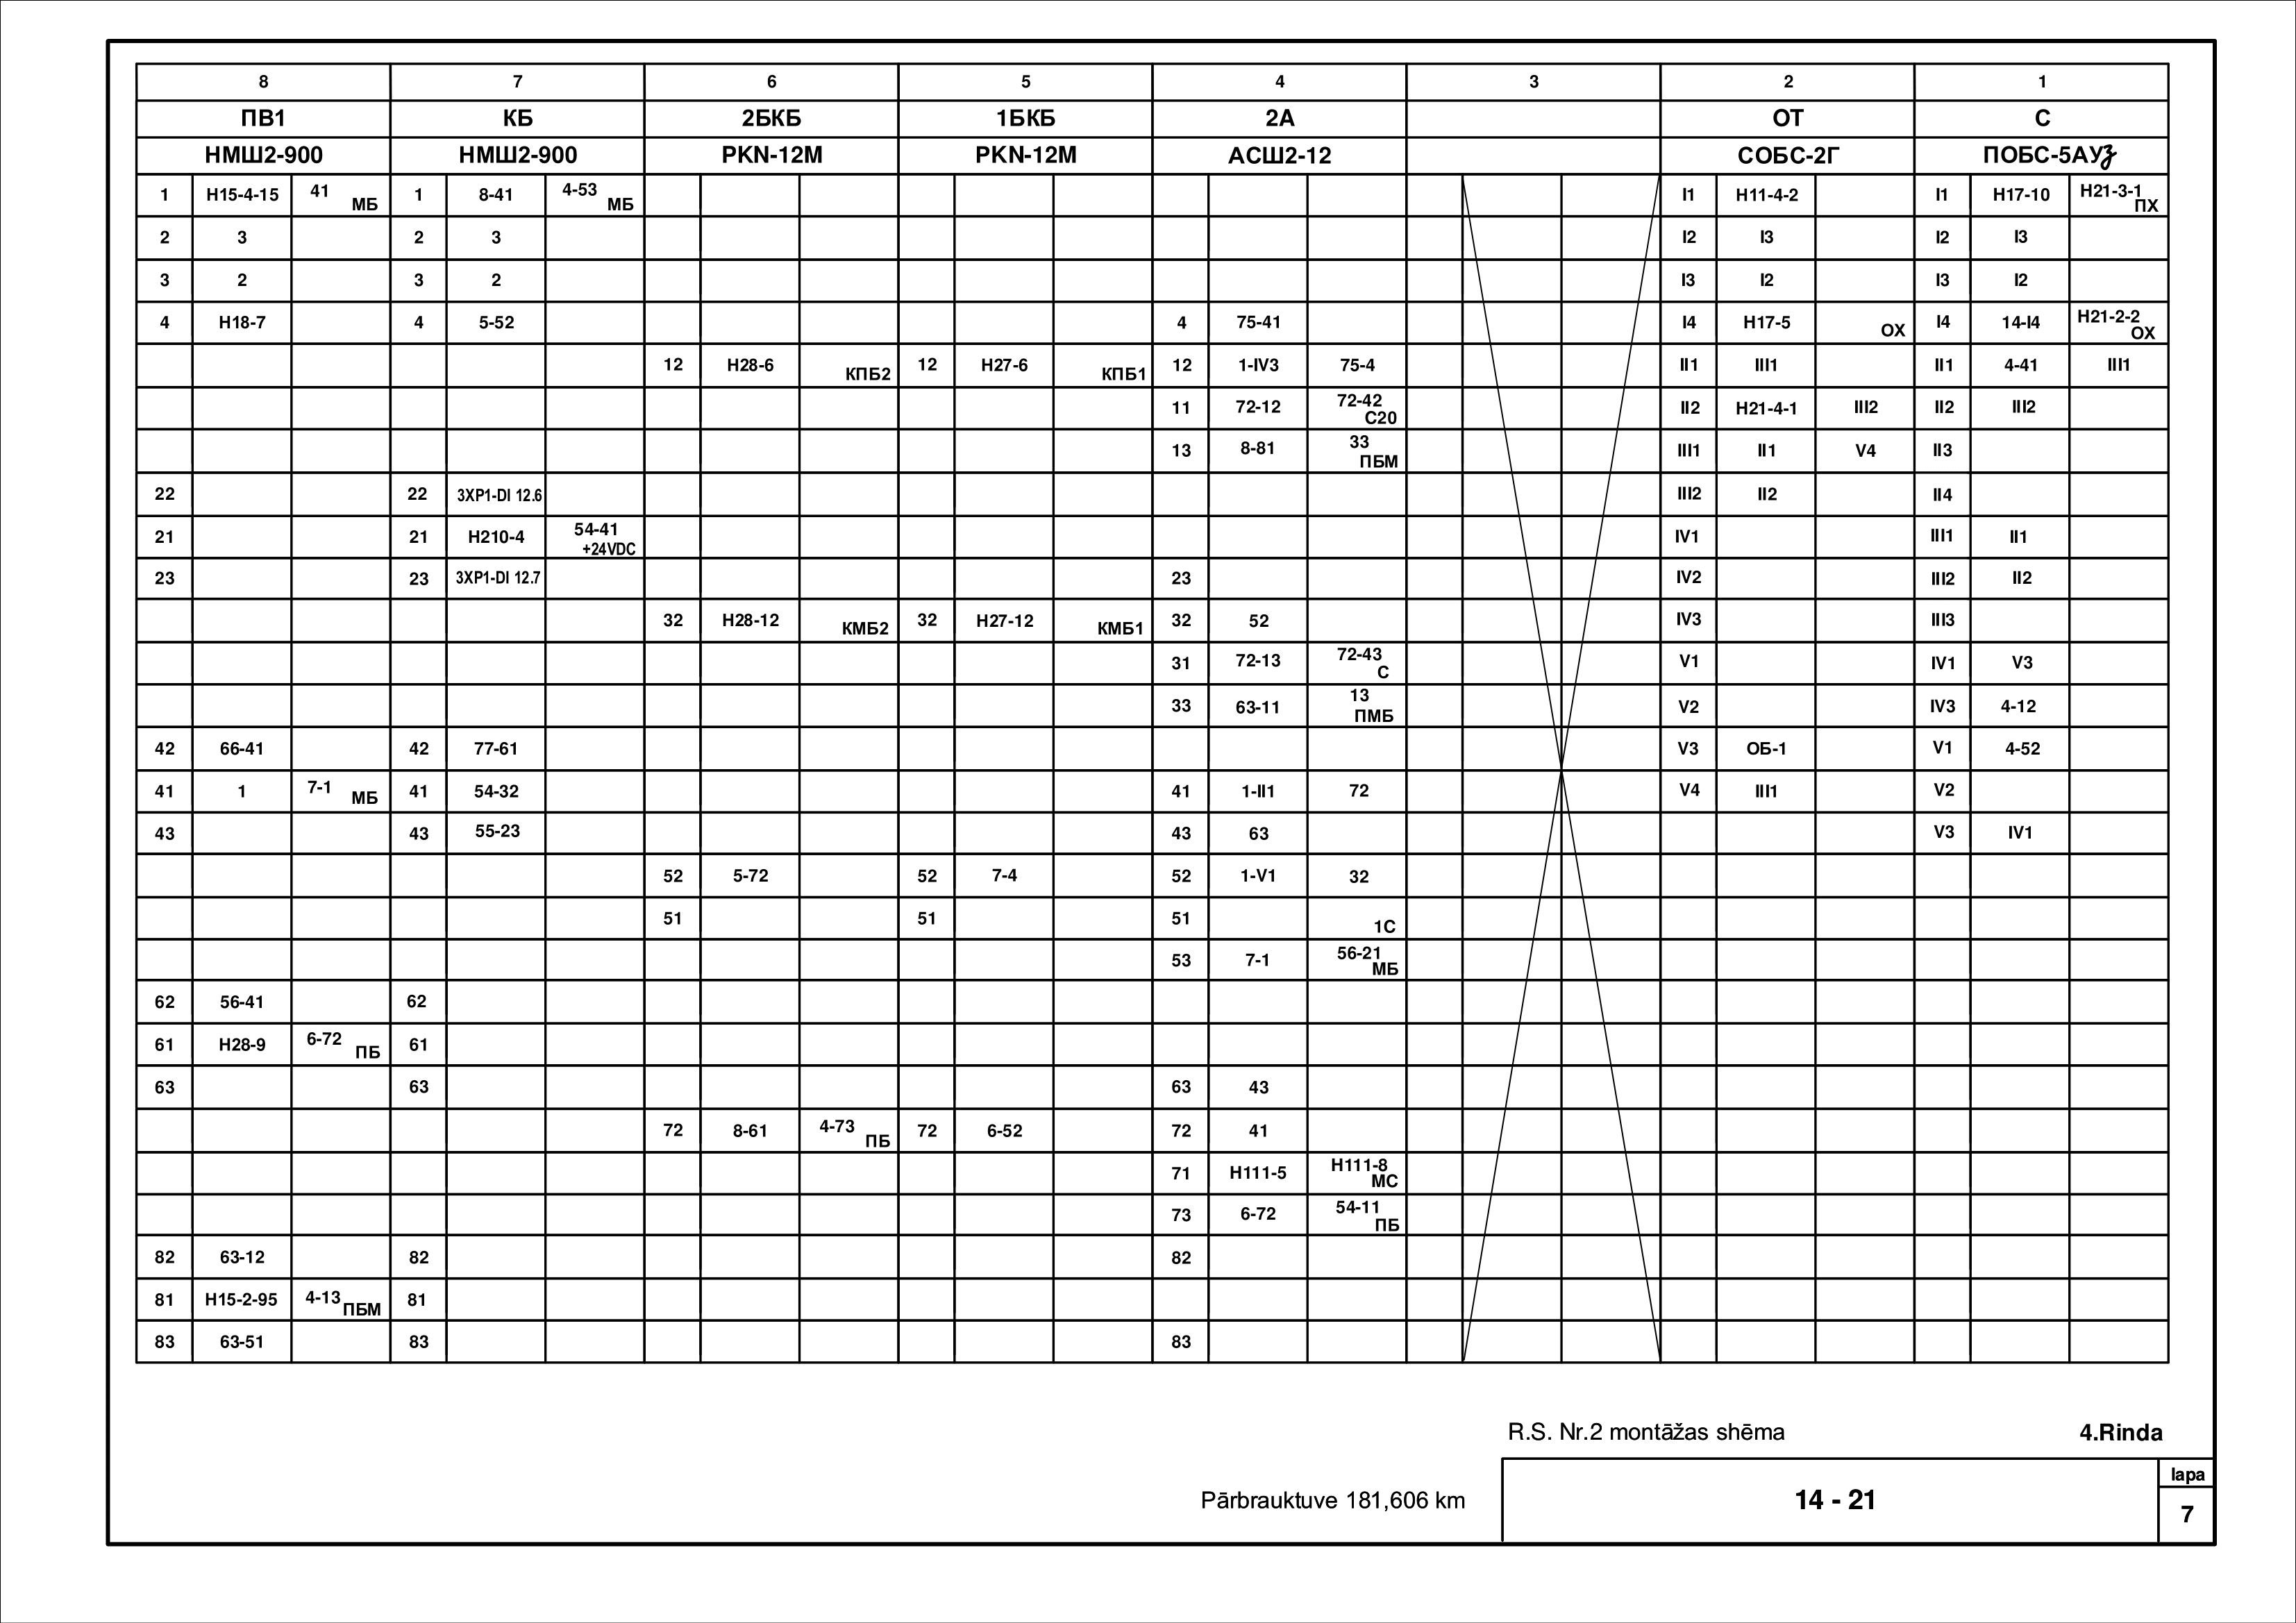 8 7 6 5 4 3 2 1
ПВ1 КБ 2БКБ 1БКБ 2А ОТ С
НМШ2-900 НМШ2-900 PKN-12M PKN-12M АСШ2-12 СОБС-2Г ПОБС-5АУ3
1 Н15-4-15 41 МБ 1 8-41 4-53 МБ I1 Н11-4-2 I1 Н17-10 Н21-3-1 ПХ
2 3 2 3 I2 I3 I2 I3
3 2 3 2 I3 I2 I3 I2
4 Н18-7 4 5-52 4 75-41 I4 Н17-5 ОХ I4 14-I4 Н21-2-2 ОХ
12 Н28-6 КПБ2 12 Н27-6 КПБ1 12 1-IV3 75-4 II1 III1 II1 4-41 III1
11 72-12 72-42 С20 II2 Н21-4-1 III2 II2 III2
13 8-81 33 ПБМ III1 II1 V4 II3
22 22 3XP1-DI 12.6 III2 II2 II4
21 21 Н210-4 54-41 +24VDC IV1 III1 II1
23 23 3XP1-DI 12.7 23 IV2 III2 II2
32 Н28-12 КМБ2 32 Н27-12 КМБ1 32 52 IV3 III3
31 72-13 72-43 С V1 IV1 V3
33 63-11 13 ПМБ V2 IV3 4-12
42 66-41 42 77-61 V3 ОБ-1 V1 4-52
41 1 7-1 МБ 41 54-32 41 1-II1 72 V4 III1 V2
43 43 55-23 43 63 V3 IV1
52 5-72 52 7-4 52 1-V1 32
51 51 51 1С
53 7-1 56-21 МБ
62 56-41 62
61 Н28-9 6-72 ПБ 61
63 63 63 43
72 8-61 4-73 ПБ 72 6-52 72 41
71 Н111-5 Н111-8 МС
73 6-72 54-11 ПБ
82 63-12 82 82
81 Н15-2-95 4-13 ПБМ 81
83 63-51 83 83
R.S. Nr.2 montāžas shēma 4.Rinda
Pārbrauktuve 181,606 km 14 - 21 lapa
7